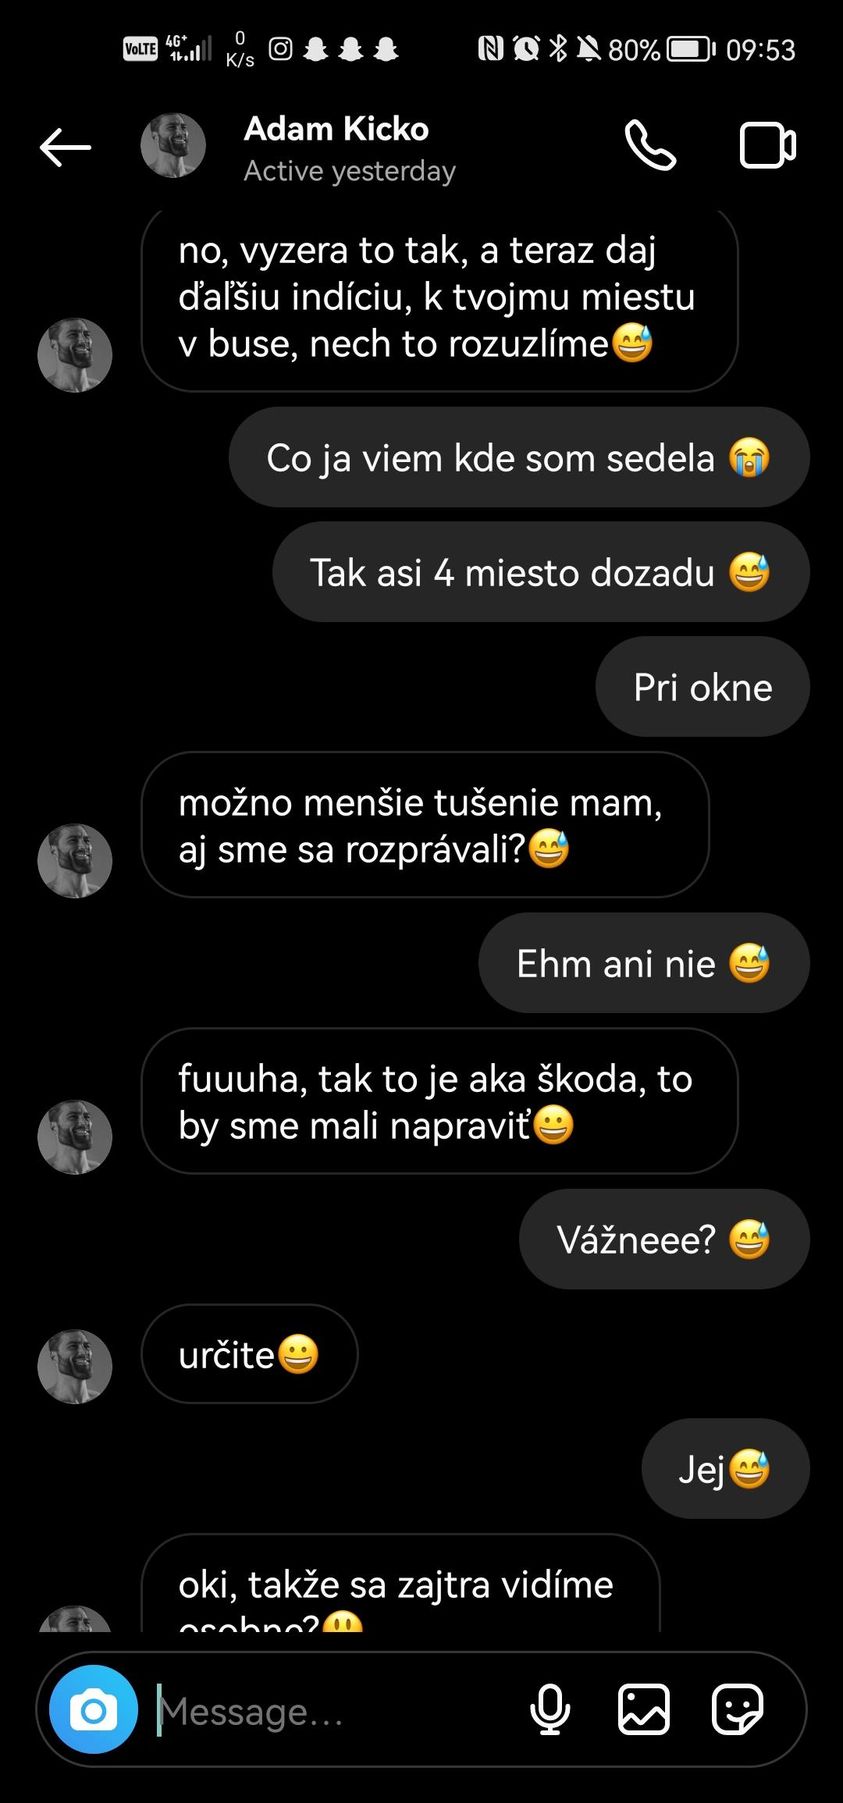 VoLTE 4G+ 0 K/s 80% 09:53
Adam Kicko
Active yesterday
no, vyzera to tak, a teraz daj
ďaľšiu indíciu, k tvojmu miestu
v buse, nech to rozuzlíme😅
Co ja viem kde som sedela 😭
Tak asi 4 miesto dozadu 😅
Pri okne
možno menšie tušenie mam,
aj sme sa rozprávali?😅
Ehm ani nie 😅
fuuuha, tak to je aka škoda, to
by sme mali napraviť😀
Vážneee? 😅
určite😀
Jej😅
oki, takže sa zajtra vidíme
osobne?😃
Message...